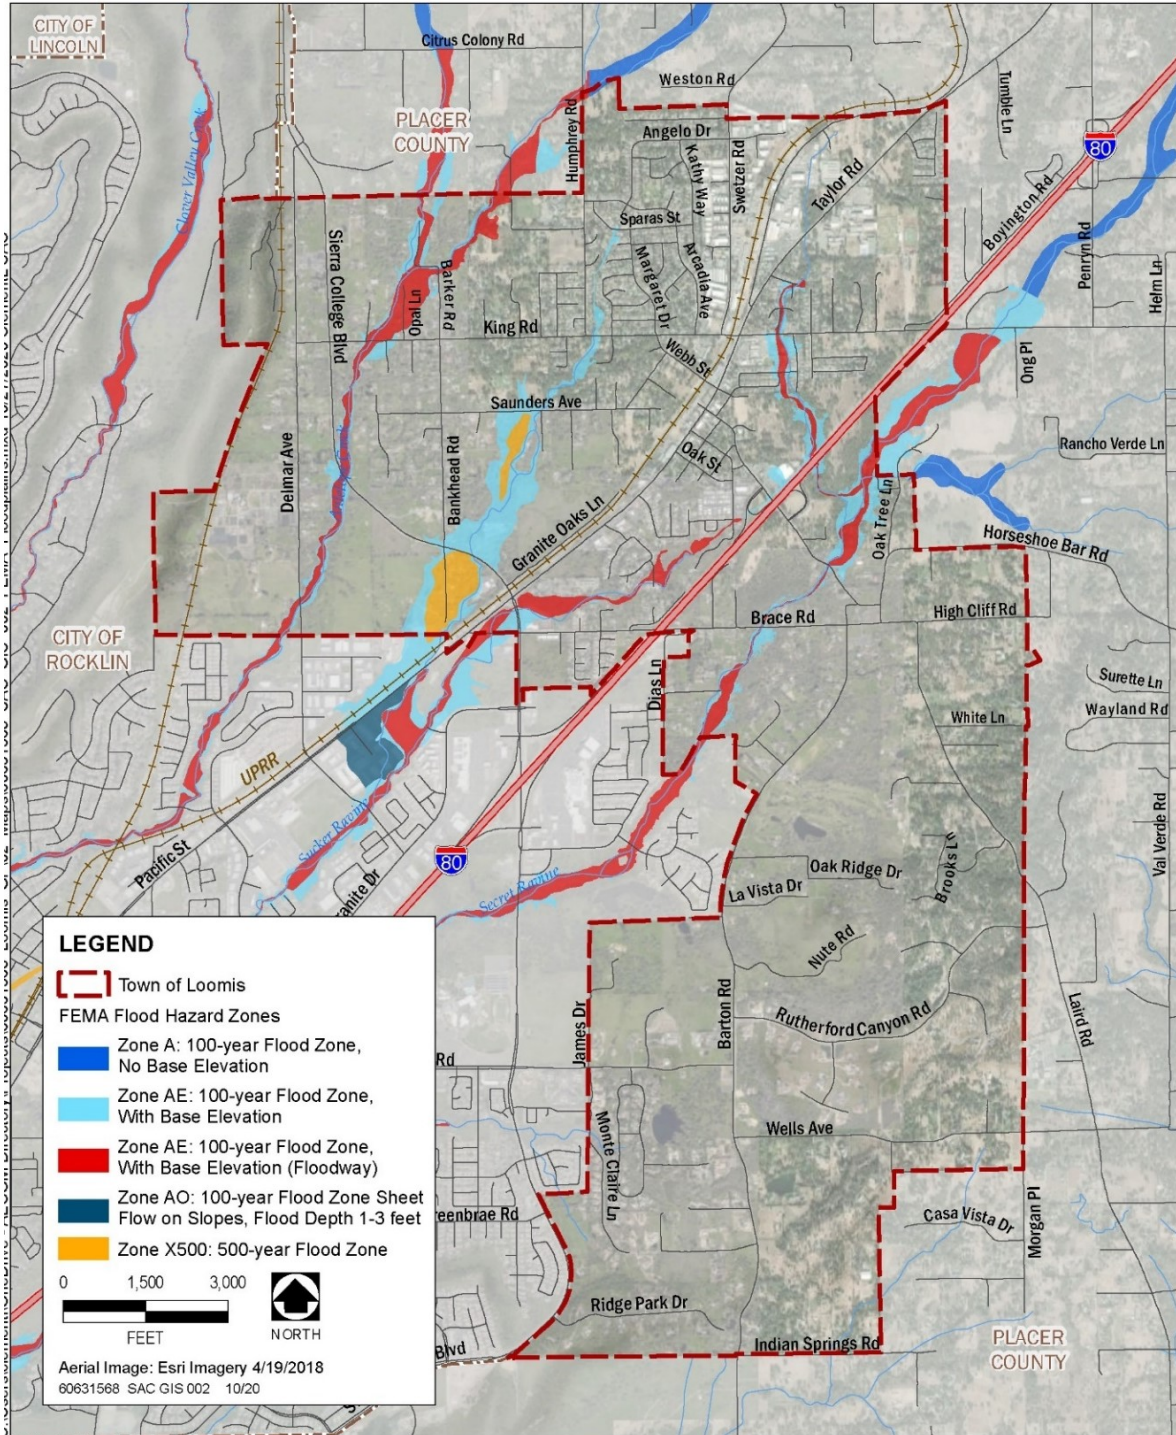 CITY OF
LINCOLN
Citrus Colony Rd
Weston Rd
Tumble Ln
PLACER
COUNTY
Humphrey Rd
Angelo Dr
Kathy Way
Swetzer Rd
Taylor Rd
80
Boyington Rd
Clover Valley Creek
Sparas St
Margaret Dr
Arcadia Ave
Penryn Rd
Helm Ln
Sierra College Blvd
Opal Ln
Barker Rd
King Rd
Webb St
Ong Pl
Saunders Ave
Delmar Ave
Bankhead Rd
Oak St
Rancho Verde Ln
Granite Oaks Ln
Oak Tree Ln
Horseshoe Bar Rd
CITY OF
ROCKLIN
Brace Rd
High Cliff Rd
Dias Ln
Surette Ln
Wayland Rd
White Ln
UPRR
Pacific St
Sucker Ravine
80
Secret Ravine
Val Verde Rd
Oak Ridge Dr
Brooks Ln
La Vista Dr
Nute Rd
James Dr
Barton Rd
Rutherford Canyon Rd
Laird Rd
Rd
Monte Claire Ln
Wells Ave
Casa Vista Dr
Morgan Pl
Ridge Park Dr
Indian Springs Rd
Blvd
PLACER
COUNTY
LEGEND
Town of Loomis
FEMA Flood Hazard Zones
Zone A: 100-year Flood Zone,
No Base Elevation
Zone AE: 100-year Flood Zone,
With Base Elevation
Zone AE: 100-year Flood Zone,
With Base Elevation (Floodway)
Zone AO: 100-year Flood Zone Sheet
Flow on Slopes, Flood Depth 1-3 feet
Zone X500: 500-year Flood Zone
0 1,500 3,000
FEET
NORTH
Aerial Image: Esri Imagery 4/19/2018
60631568 SAC GIS 002 10/20